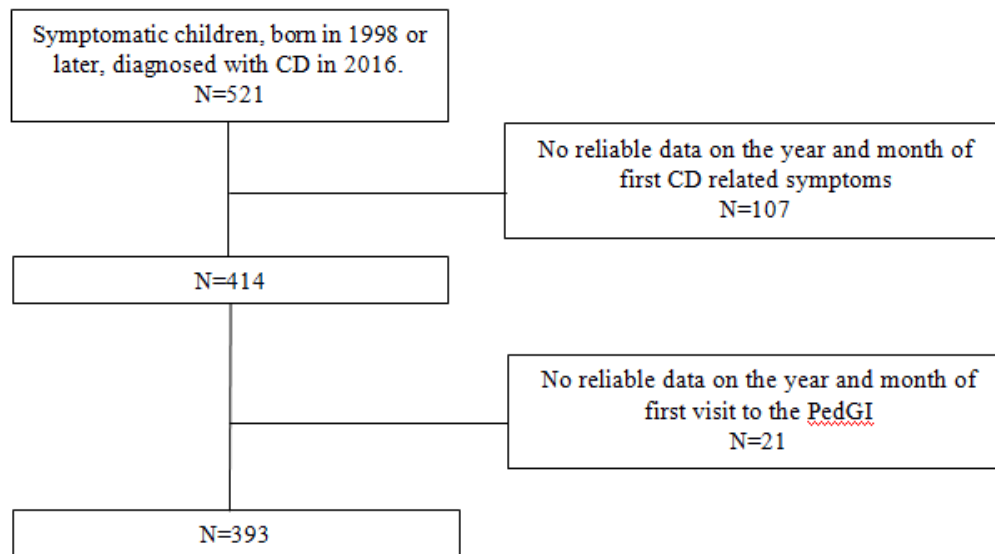 Symptomatic children, born in 1998 or
later, diagnosed with CD in 2016.
N=521
No reliable data on the year and month of
first CD related symptoms
N=107
N=414
No reliable data on the year and month of
first visit to the PedGI
N=21
N=393